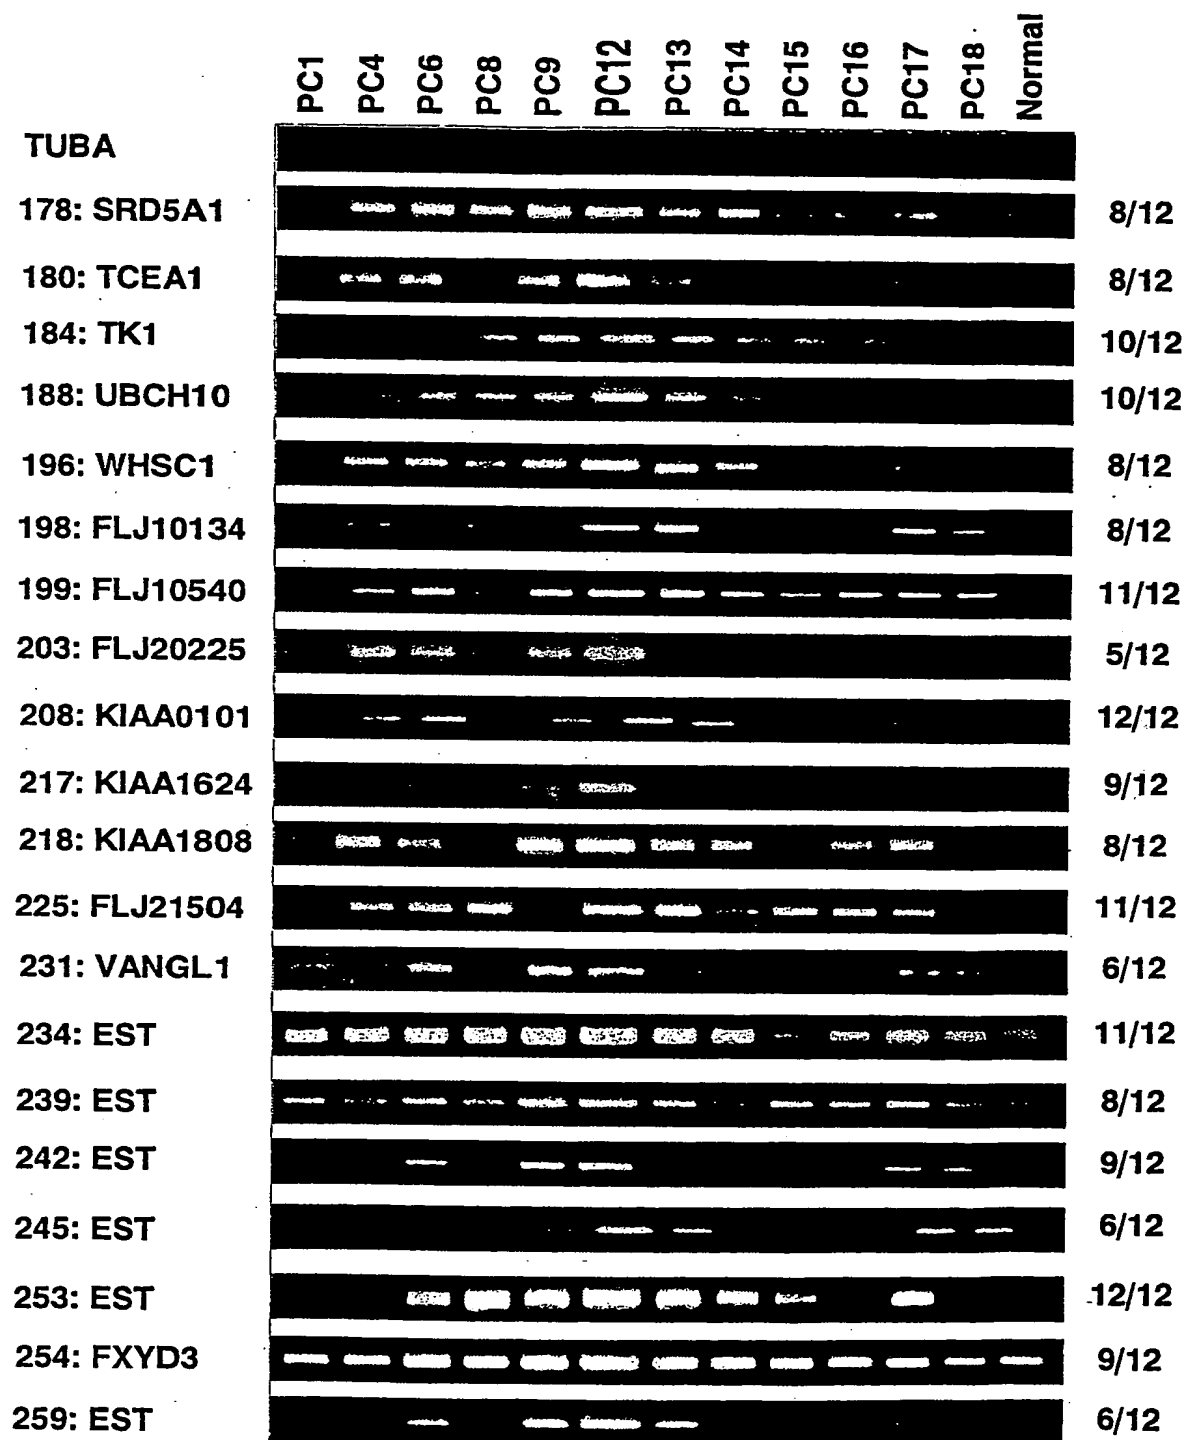 PC1 PC4 PC6 PC8 PC9 PC12 PC13 PC14 PC15 PC16 PC17 PC18 Normal
TUBA
178: SRD5A1 8/12
180: TCEA1 8/12
184: TK1 10/12
188: UBCH10 10/12
196: WHSC1 8/12
198: FLJ10134 8/12
199: FLJ10540 11/12
203: FLJ20225 5/12
208: KIAA0101 12/12
217: KIAA1624 9/12
218: KIAA1808 8/12
225: FLJ21504 11/12
231: VANGL1 6/12
234: EST 11/12
239: EST 8/12
242: EST 9/12
245: EST 6/12
253: EST 12/12
254: FXYD3 9/12
259: EST 6/12